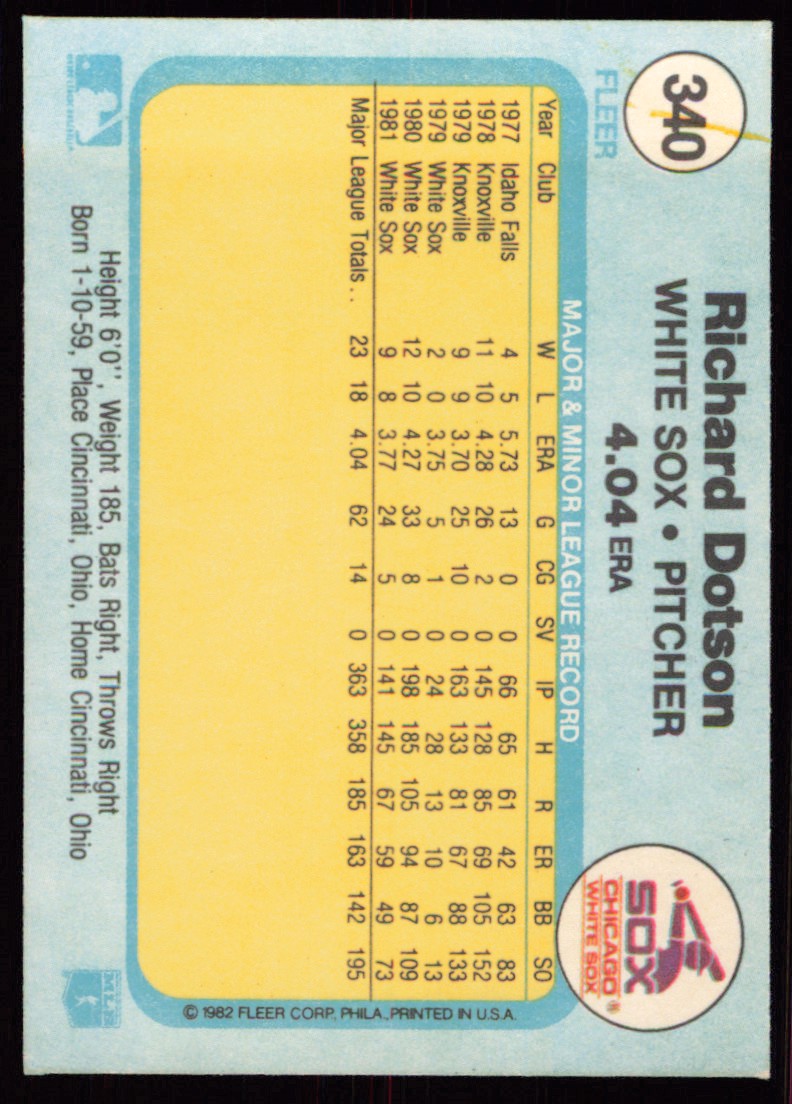 340
FLEER
Richard Dotson
WHITE SOX • PITCHER
4.04 ERA
SOX
CHICAGO®
WHITE SOX
MAJOR & MINOR LEAGUE RECORD
Year Club W L ERA G CG SV IP H R ER BB SO
1977 Idaho Falls 4 5 5.73 13 0 0 66 65 61 42 63 83
1978 Knoxville 11 10 4.28 26 2 0 145 128 85 69 105 152
1979 Knoxville 9 9 3.70 25 10 0 163 133 81 67 88 133
1979 White Sox 2 0 3.75 5 1 0 24 28 13 10 6 13
1980 White Sox 12 10 4.27 33 8 0 198 185 105 94 87 109
1981 White Sox 9 8 3.77 24 5 0 141 145 67 59 49 73
Major League Totals . . 23 18 4.04 62 14 0 363 358 185 163 142 195
© 1982 FLEER CORP. PHILA., PRINTED IN U.S.A.
Height 6'0'', Weight 185, Bats Right, Throws Right
Born 1-10-59, Place Cincinnati, Ohio, Home Cincinnati, Ohio